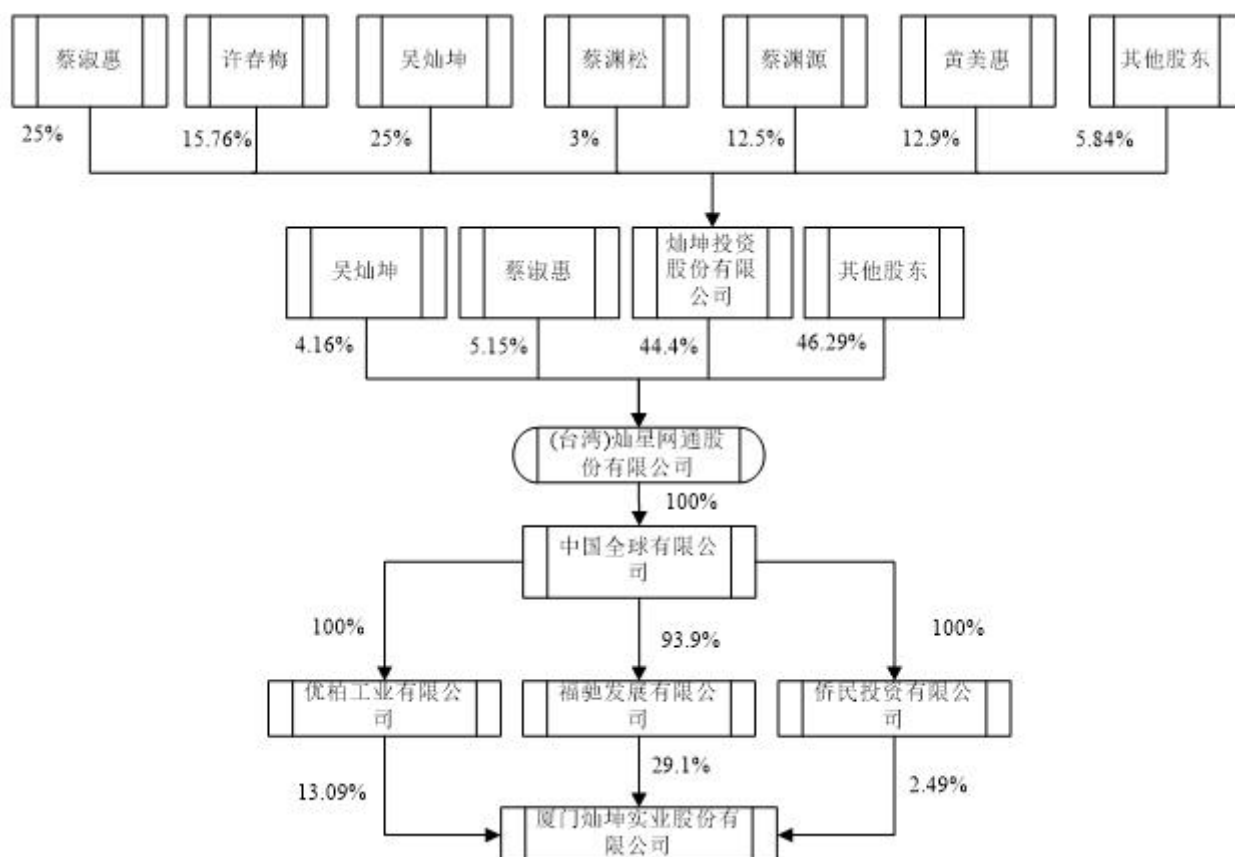 蔡淑惠
许春梅
吴灿坤
蔡渊松
蔡渊源
黄美惠
其他股东
25%
15.76%
25%
3%
12.5%
12.9%
5.84%
吴灿坤
蔡淑惠
灿坤投资
股份有限
公司
其他股东
4.16%
5.15%
44.4%
46.29%
(台湾)灿星网通股
份有限公司
100%
中国全球有限公
司
100%
93.9%
100%
优柏工业有限公
司
福驰发展有限公
司
侨民投资有限公
司
13.09%
29.1%
2.49%
厦门灿坤实业股份有
限公司